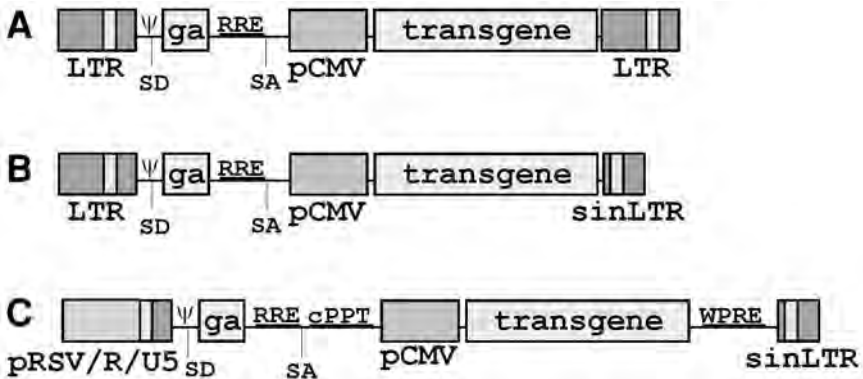 A
Ψ
ga
RRE
transgene
LTR
SD
SA
pCMV
LTR
B
Ψ
ga
RRE
transgene
LTR
SD
SA
pCMV
sinLTR
C
Ψ
ga
RRE cPPT
transgene
WPRE
pRSV/R/U5
SD
SA
pCMV
sinLTR